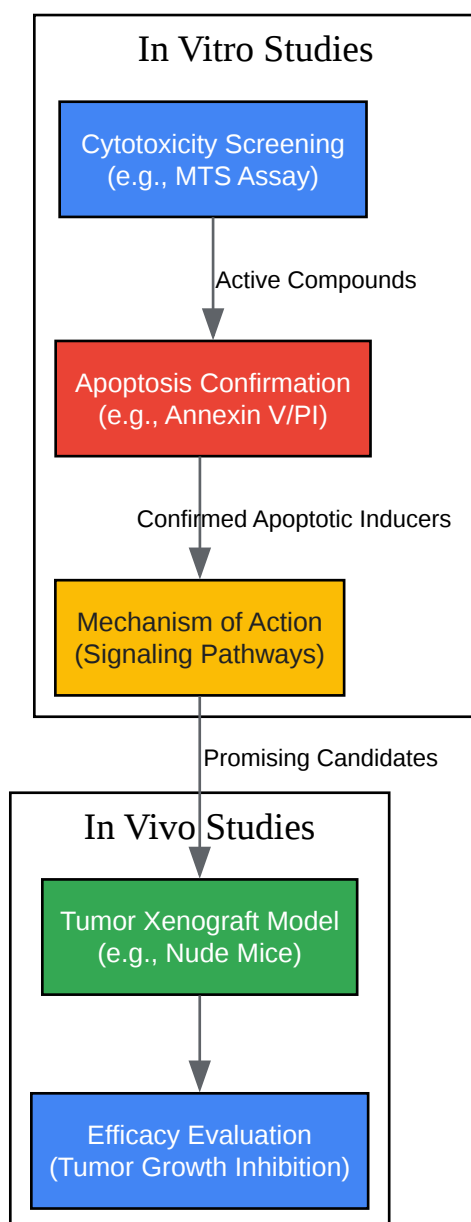 In Vitro Studies
Cytotoxicity Screening
(e.g., MTS Assay)
Active Compounds
Apoptosis Confirmation
(e.g., Annexin V/PI)
Confirmed Apoptotic Inducers
Mechanism of Action
(Signaling Pathways)
Promising Candidates
In Vivo Studies
Tumor Xenograft Model
(e.g., Nude Mice)
Efficacy Evaluation
(Tumor Growth Inhibition)